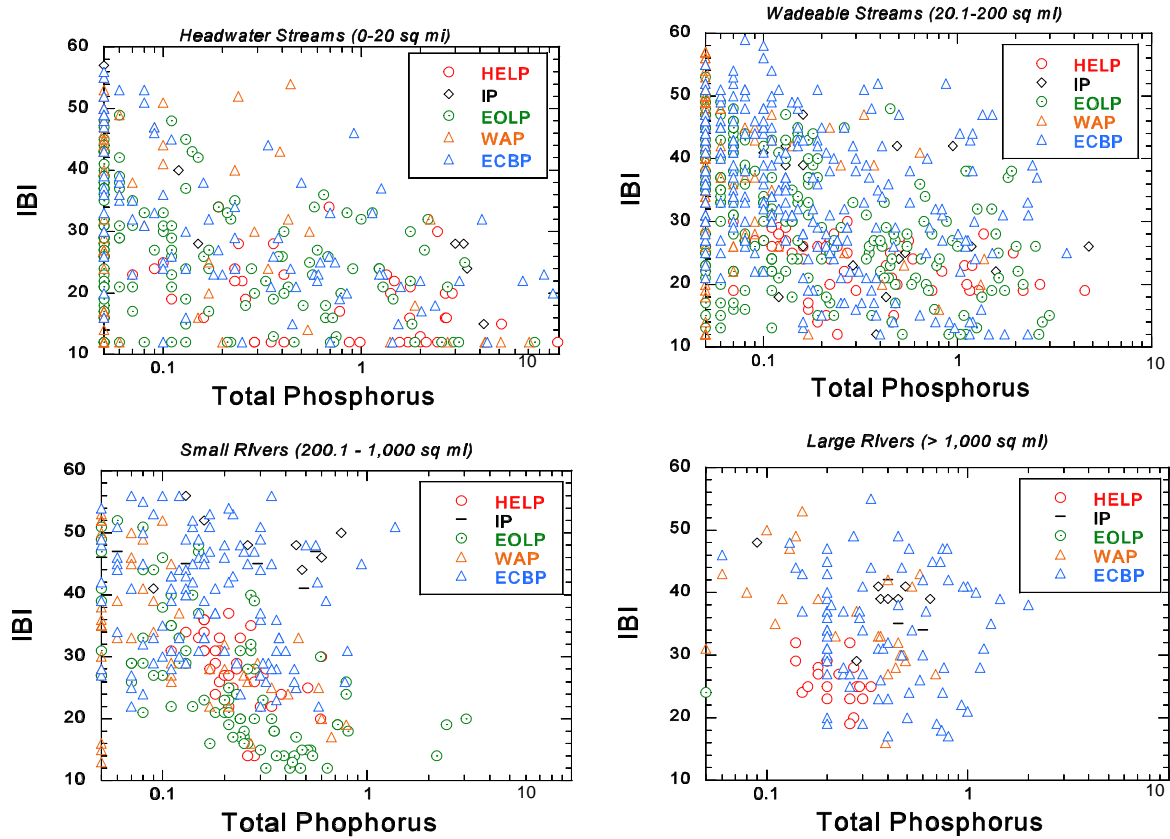 Headwater Streams (0-20 sq mi)
60
50
40
30
20
10
IBI
HELP
IP
EOLP
WAP
ECBP
0.1
1
10
Total Phosphorus
Wadeable Streams (20.1-200 sq mi)
60
50
40
30
20
10
IBI
HELP
IP
EOLP
WAP
ECBP
0.1
1
10
Total Phosphorus
Small Rivers (200.1 - 1,000 sq mi)
60
50
40
30
20
10
IBI
HELP
IP
EOLP
WAP
ECBP
0.1
1
10
Total Phophorus
Large Rivers (> 1,000 sq mi)
60
50
40
30
20
10
IBI
HELP
IP
EOLP
WAP
ECBP
0.1
1
10
Total Phophorus